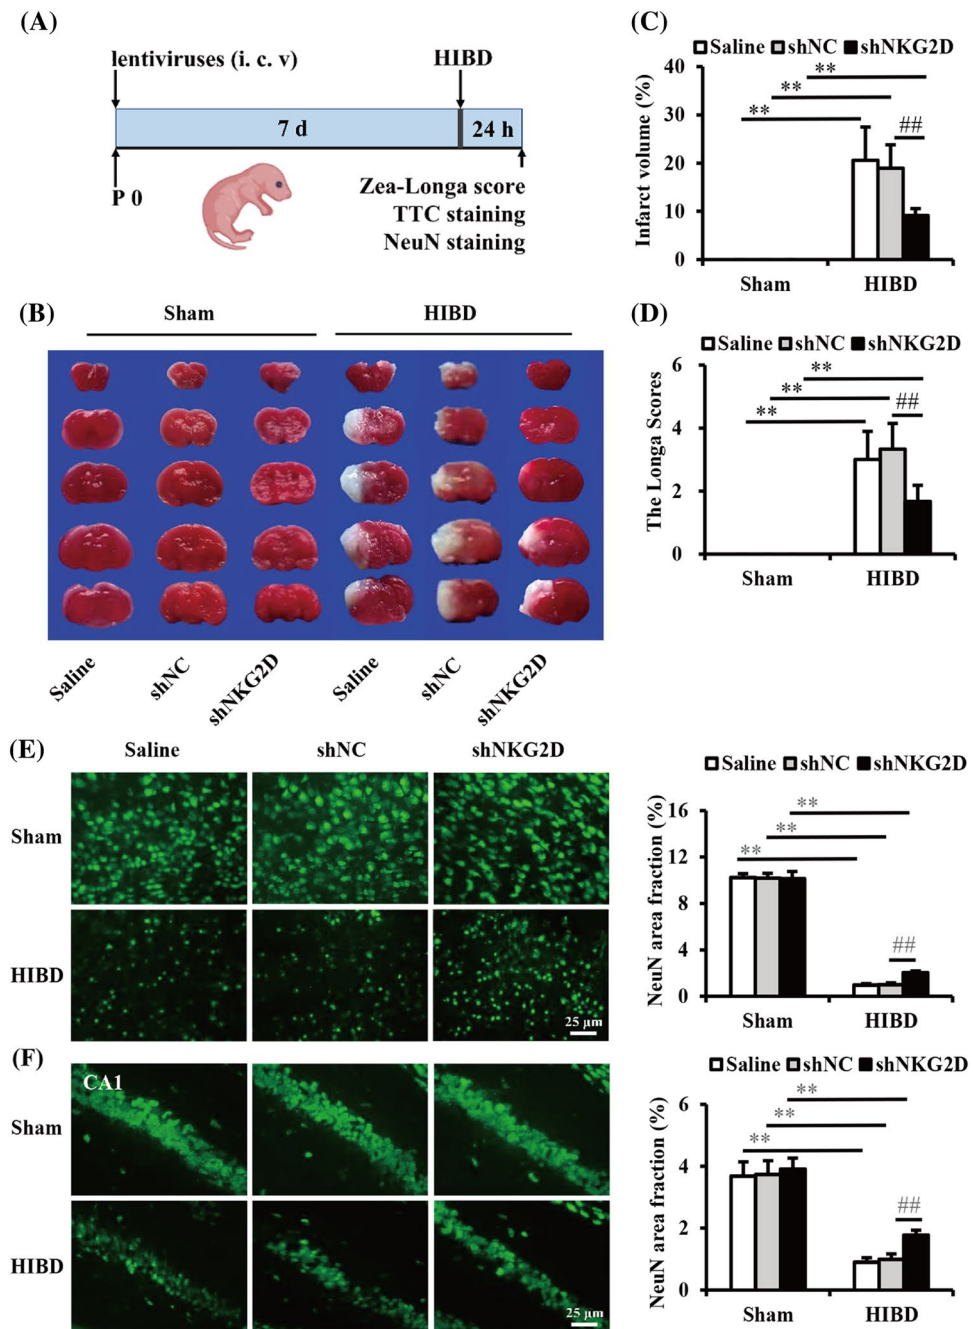 (A)
lentiviruses (i. c. v)
HIBD
7 d
24 h
P 0
Zea-Longa score
TTC staining
NeuN staining
(B)
Sham
HIBD
Saline
shNC
shNKG2D
Saline
shNC
shNKG2D
(C)
Saline shNC shNKG2D
Infarct volume (%)
40
30
20
10
0
**
**
**
##
Sham
HIBD
(D)
Saline shNC shNKG2D
The Longa Scores
6
4
2
0
**
**
**
##
Sham
HIBD
(E)
Saline
shNC
shNKG2D
Sham
HIBD
25 μm
Saline shNC shNKG2D
NeuN area fraction (%)
16
12
8
4
0
**
**
**
##
Sham
HIBD
(F)
CA1
Sham
HIBD
25 μm
Saline shNC shNKG2D
NeuN area fraction (%)
6
4
2
0
**
**
**
##
Sham
HIBD